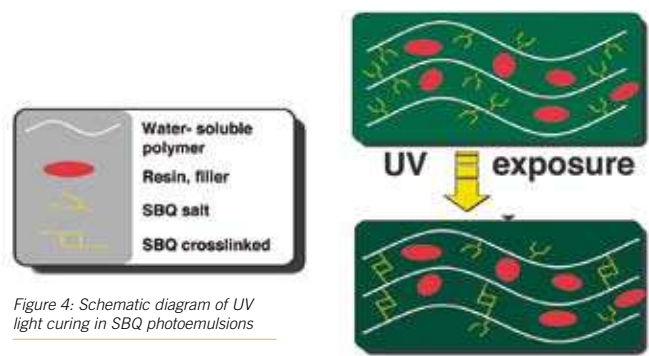 Water- soluble
polymer
Resin, filler
SBQ salt
SBQ crosslinked
UV exposure
Figure 4: Schematic diagram of UV
light curing in SBQ photoemulsions